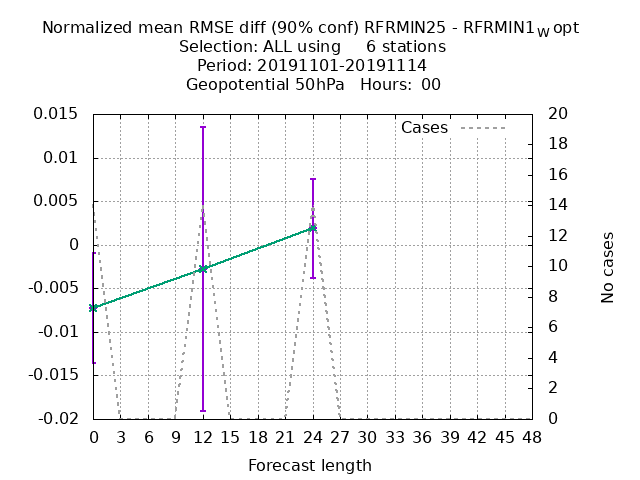 Normalized mean RMSE diff (90% conf) RFRMIN25 - RFRMIN1_W opt
Selection: ALL using 6 stations
Period: 20191101-20191114
Geopotential 50hPa Hours: 00
Cases
0.015
0.01
0.005
0
-0.005
-0.01
-0.015
-0.02
20
18
16
14
12
10
8
6
4
2
0
No cases
0 3 6 9 12 15 18 21 24 27 30 33 36 39 42 45 48
Forecast length